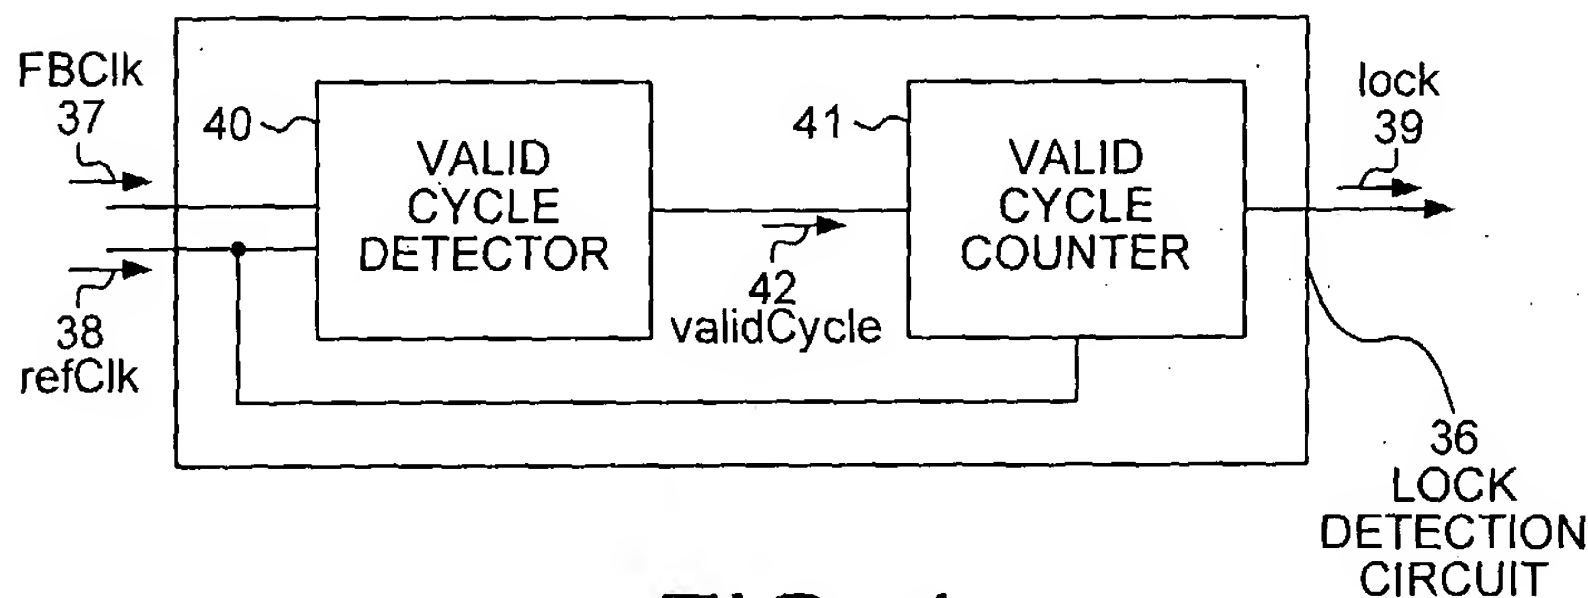 FBClk
37
40
VALID
CYCLE
DETECTOR
38
refClk
42
validCycle
41
VALID
CYCLE
COUNTER
lock
39
36
LOCK
DETECTION
CIRCUIT